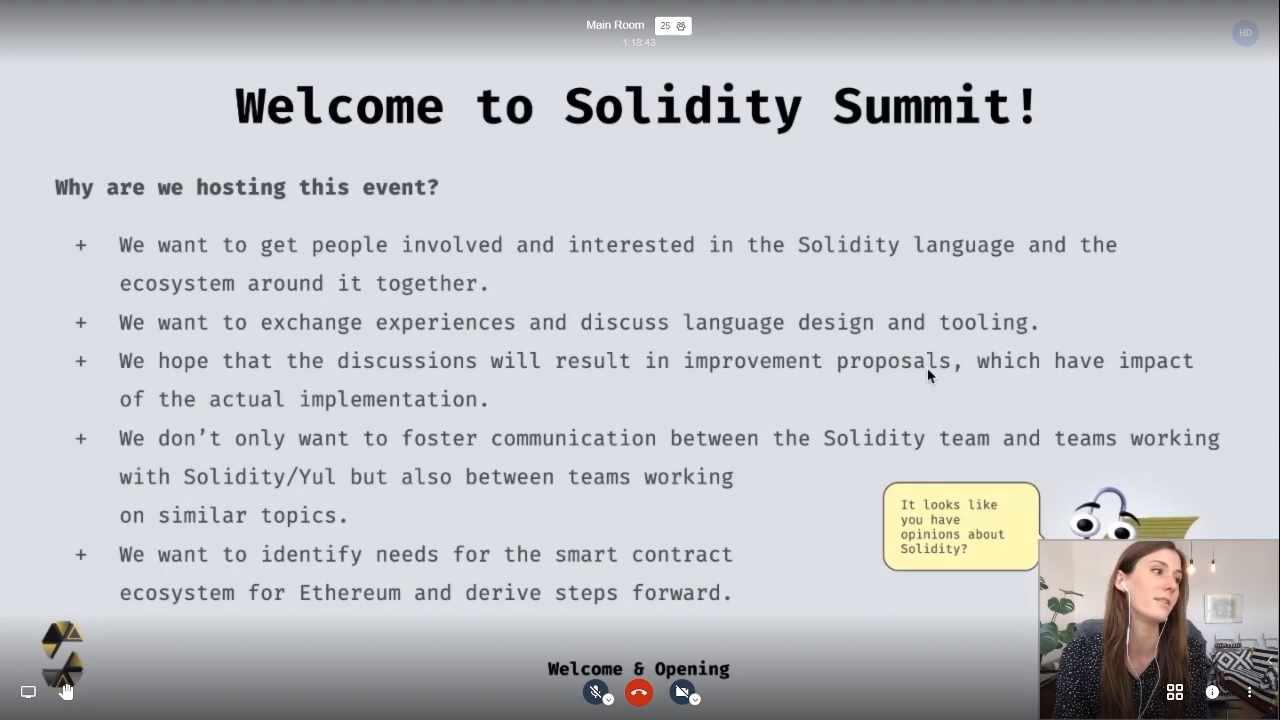 Main Room 25
1:18:43
HD
Welcome to Solidity Summit!
Why are we hosting this event?
+ We want to get people involved and interested in the Solidity language and the
ecosystem around it together.
+ We want to exchange experiences and discuss language design and tooling.
+ We hope that the discussions will result in improvement proposals, which have impact
of the actual implementation.
+ We don’t only want to foster communication between the Solidity team and teams working
with Solidity/Yul but also between teams working
on similar topics.
+ We want to identify needs for the smart contract
ecosystem for Ethereum and derive steps forward.
It looks like
you have
opinions about
Solidity?
Welcome & Opening